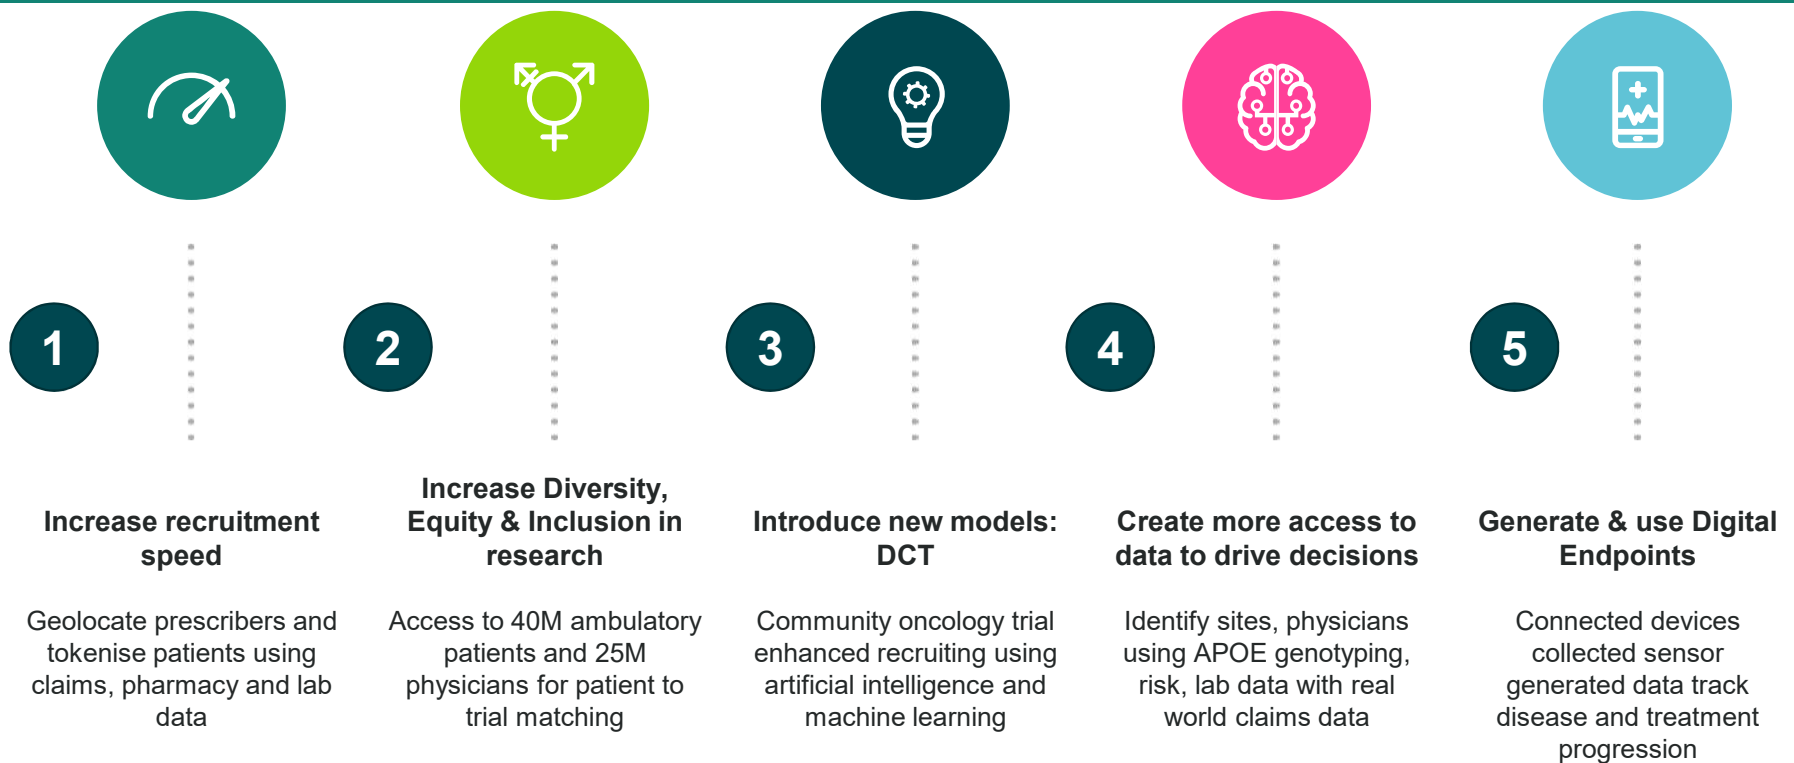 1
Increase recruitment
speed
Geolocate prescribers and
tokenise patients using
claims, pharmacy and lab
data
2
Increase Diversity,
Equity & Inclusion in
research
Access to 40M ambulatory
patients and 25M
physicians for patient to
trial matching
3
Introduce new models:
DCT
Community oncology trial
enhanced recruiting using
artificial intelligence and
machine learning
4
Create more access to
data to drive decisions
Identify sites, physicians
using APOE genotyping,
risk, lab data with real
world claims data
5
Generate & use Digital
Endpoints
Connected devices
collected sensor
generated data track
disease and treatment
progression